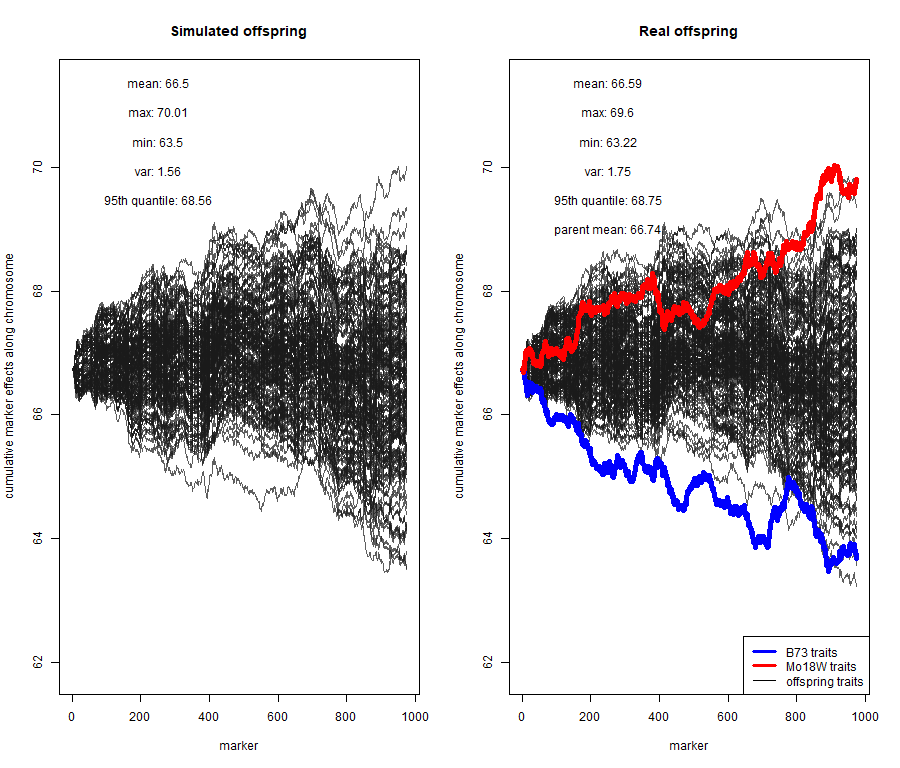 Simulated offspring
mean: 66.5
max: 70.01
min: 63.5
var: 1.56
95th quantile: 68.56
cumulative marker effects along chromosome
70
68
66
64
62
0 200 400 600 800 1000
marker
Real offspring
mean: 66.59
max: 69.6
min: 63.22
var: 1.75
95th quantile: 68.75
parent mean: 66.74
cumulative marker effects along chromosome
70
68
66
64
62
B73 traits
Mo18W traits
offspring traits
0 200 400 600 800 1000
marker